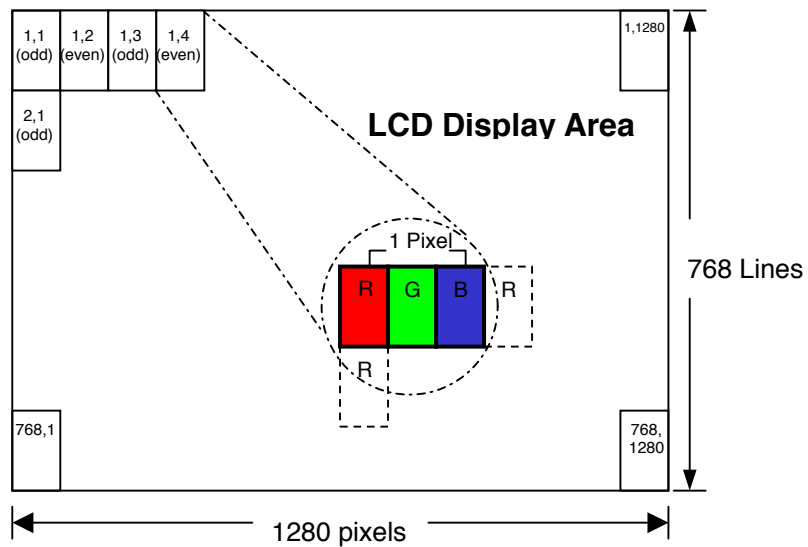 1,1
(odd)
1,2
(even)
1,3
(odd)
1,4
(even)
1,1280
2,1
(odd)
LCD Display Area
1 Pixel
R
G
B
R
R
768 Lines
768,1
768,
1280
1280 pixels